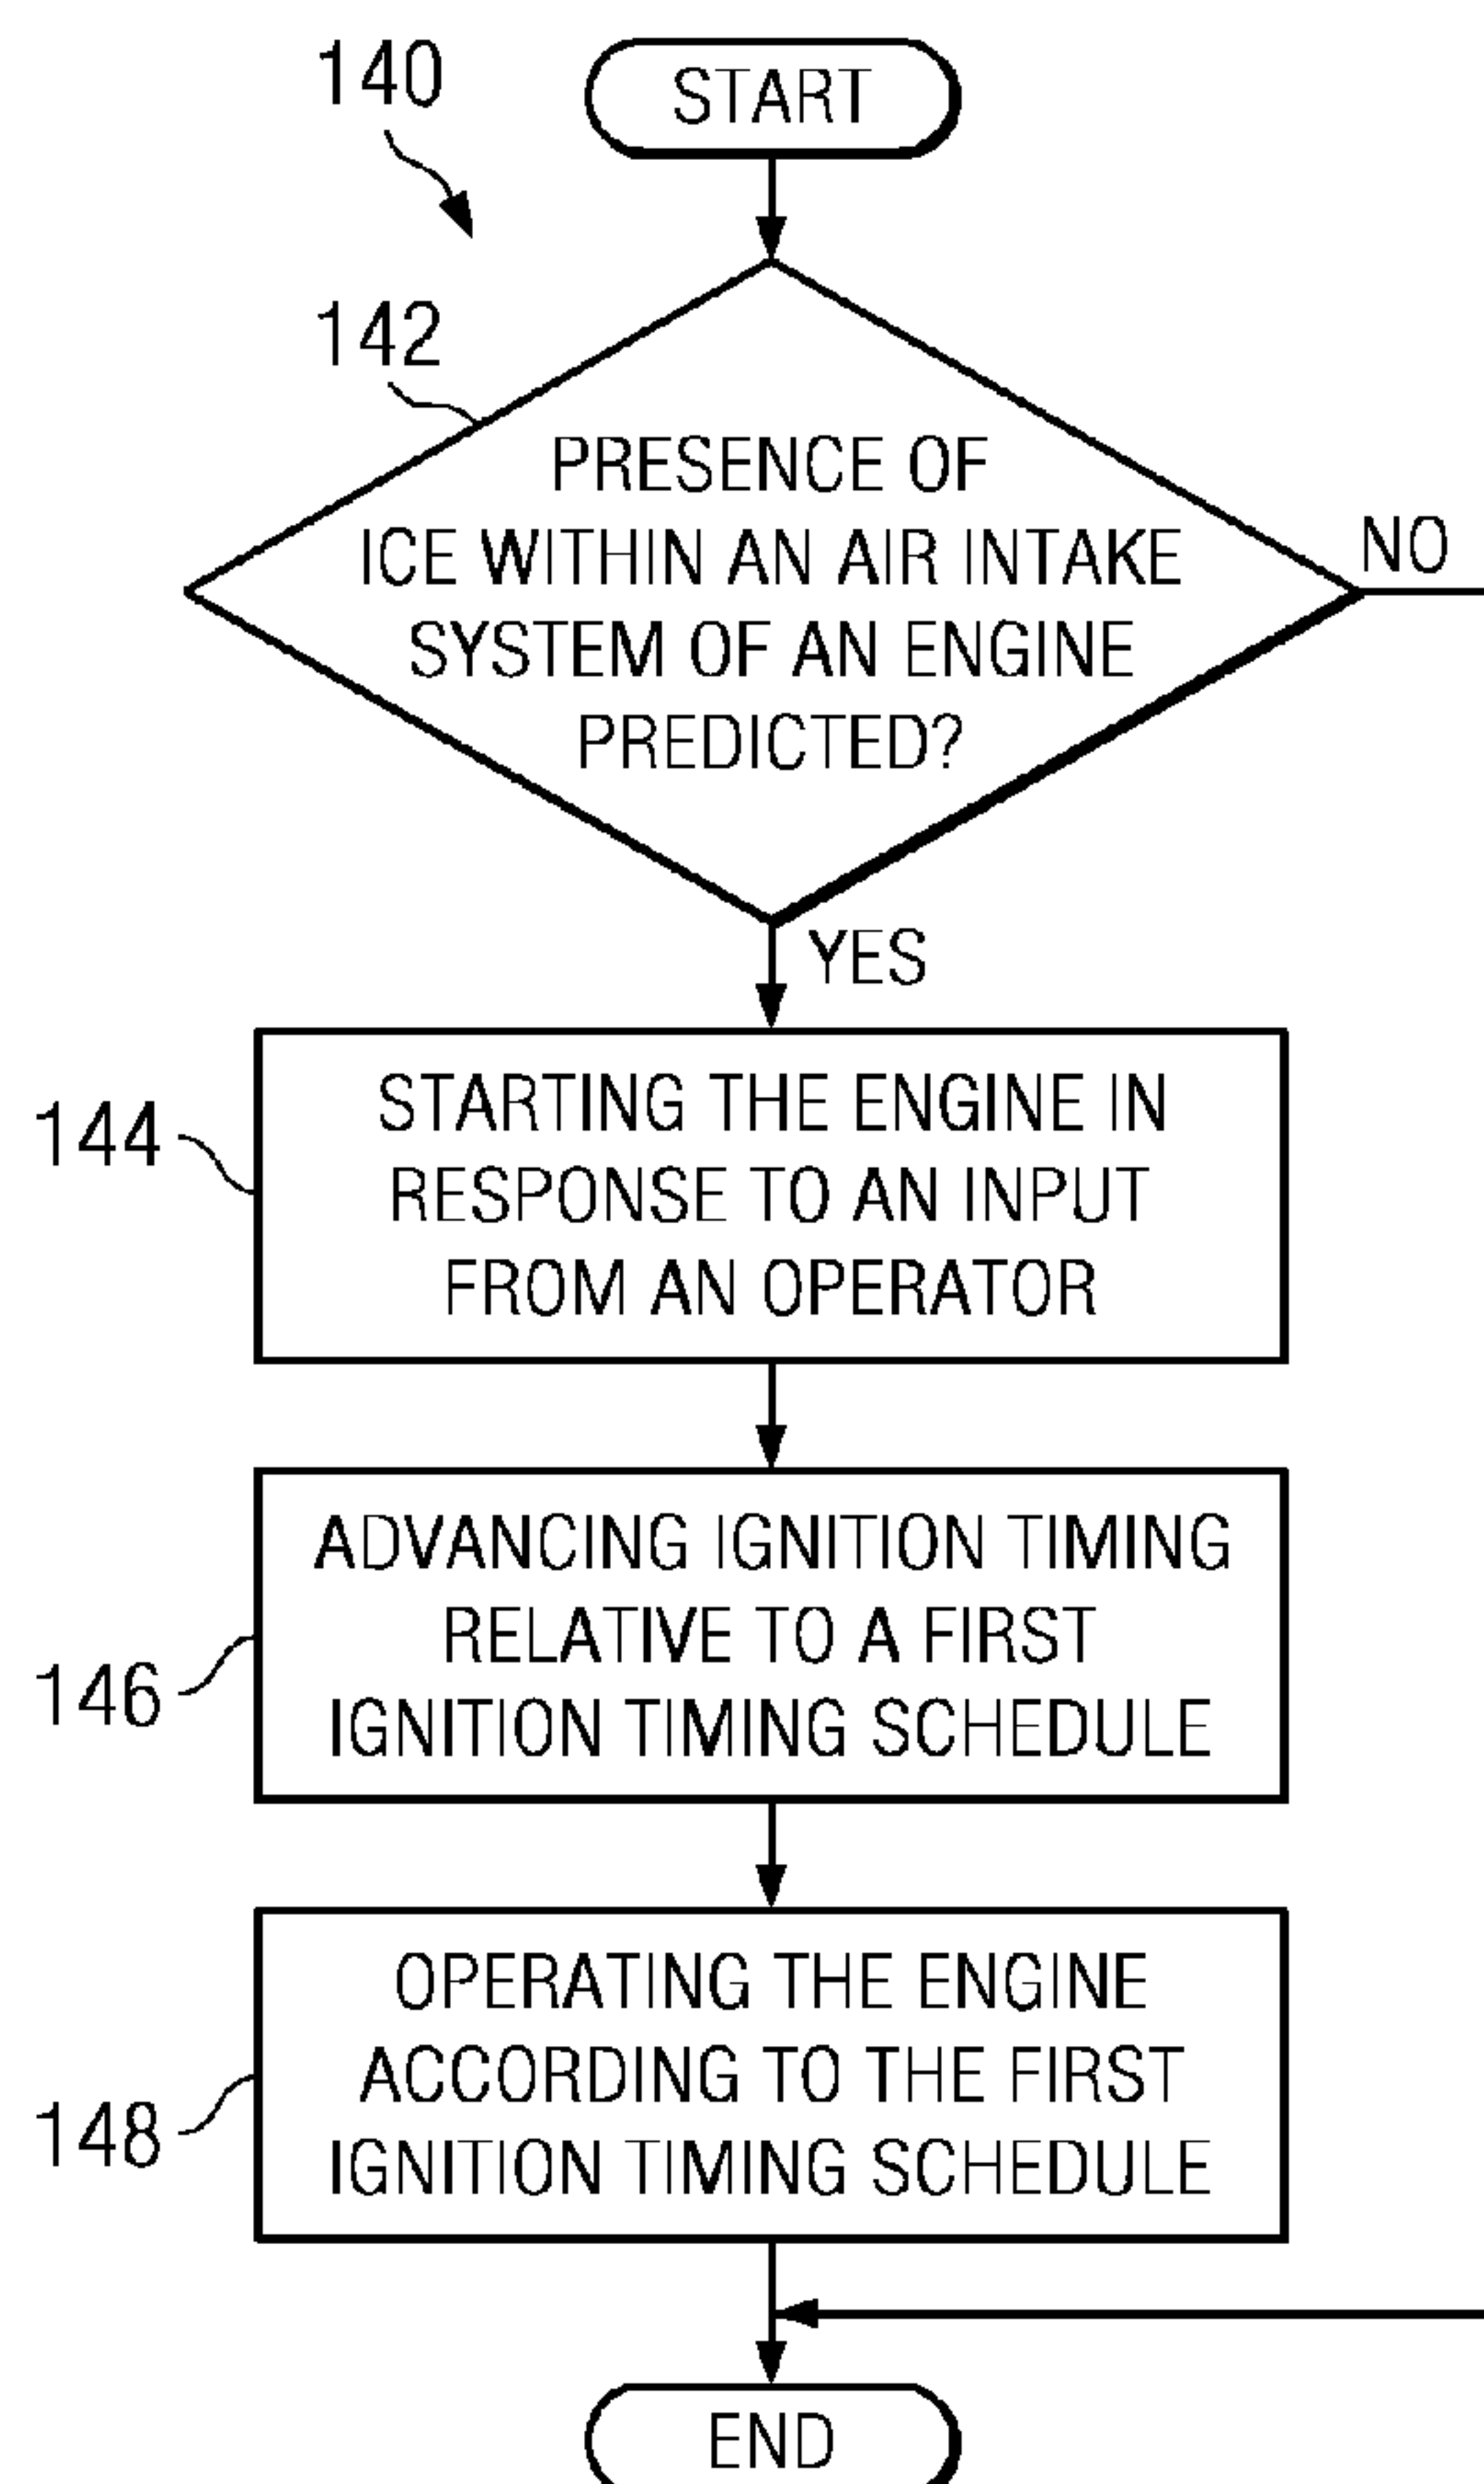 140
START
142
PRESENCE OF
ICE WITHIN AN AIR INTAKE
SYSTEM OF AN ENGINE
PREDICTED?
NO
YES
144
STARTING THE ENGINE IN
RESPONSE TO AN INPUT
FROM AN OPERATOR
146
ADVANCING IGNITION TIMING
RELATIVE TO A FIRST
IGNITION TIMING SCHEDULE
148
OPERATING THE ENGINE
ACCORDING TO THE FIRST
IGNITION TIMING SCHEDULE
END